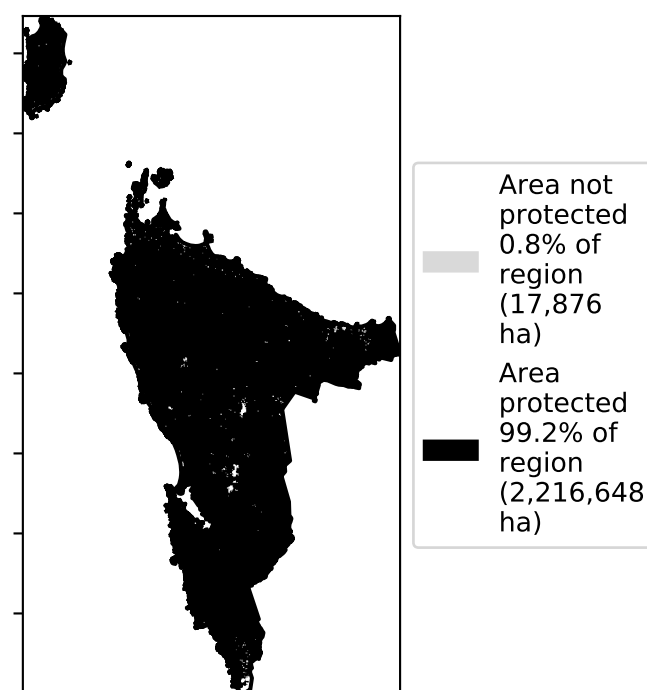 Area not
protected
0.8% of
region
(17,876
ha)
Area
protected
99.2% of
region
(2,216,648
ha)